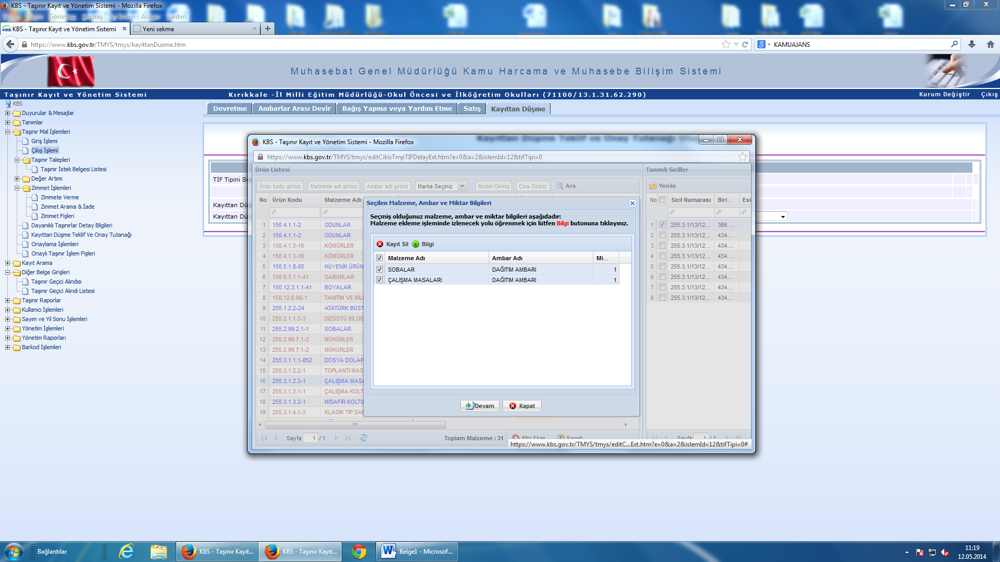 KBS - Taşınır Kayıt ve Yönetim Sistemi - Mozilla Firefox
Dosya Düzen Görünüm Geçmiş Yer İmleri Araçlar Yardım
KBS - Taşınır Kayıt ve Yönetim Sistemi
Yeni sekme
https://www.kbs.gov.tr/TMYS/tmys/kayittanDusme.htm
KAMUAJANS
Muhasebat Genel Müdürlüğü Kamu Harcama ve Muhasebe Bilişim Sistemi
Taşınır Kayıt ve Yönetim Sistemi
Kırıkkale -İl Milli Eğitim Müdürlüğü-Okul Öncesi ve İlköğretim Okulları (71100/13.1.31.62.290)
Kurum Değiştir Çıkış
KBS
Duyurular & Mesajlar
Tanımlar
Taşınır Mal İşlemleri
Giriş İşlemi
Çıkış İşlemi
Taşınır Talepleri
Taşınır İstek Belgesi Listesi
Değer Artımı
Zimmet İşlemleri
Zimmete Verme
Zimmet Arama & İade
Zimmet Fişleri
Dayanıklı Taşınırlar Detay Bilgileri
Kayıttan Düşme Teklif Ve Onay Tutanağı
Onaylama İşlemleri
Onaylı Taşınır İşlem Fişleri
Kayıt Arama
Diğer Belge Girişleri
Taşınır Geçici Alındısı
Taşınır Geçici Alındı Listesi
Taşınır Raporlar
Kullanıcı İşlemleri
Sayım ve Yıl Sonu İşlemleri
Yönetim İşlemleri
Yönetim Raporları
Barkod İşlemleri
Devretme
Ambarlar Arası Devir
Bağış Yapma veya Yardım Etme
Satış
Kayıttan Düşme
Kayıttan Düşme Teklif ve Onay Tutanağı
TİF Tipini Se
Kayıttan Dü
Kayıttan Dü
KBS - Taşınır Kayıt ve Yönetim Sistemi - Mozilla Firefox
https://www.kbs.gov.tr/TMYS/tmys/editCikisTmpTIFDetayExt.htm?e=0&a=2&islemId=12&tifTipi=0
Ürün Listesi
Ürün kodu giriniz Malzeme adı giriniz Ambar adı giriniz Marka Seçiniz Model Giriniz Cins Giriniz Ara
No Ürün Kodu Malzeme Adı
1 150.4.1.1-2 ODUNLAR
2 150.4.1.1-2 ODUNLAR
3 150.4.1.3-16 KÖMÜRLER
4 150.4.1.3-16 KÖMÜRLER
5 150.5.1.8-95 HİJYENİK ÜRÜN
6 150.5.3.1.1-41 SABUNLAR
7 150.12.3.1.1-41 BOYALAR
8 150.12.6.98-1 TANITIM VE BİL
9 255.1.2.2-24 ATATÜRK BÜST
10 255.2.1.1.2-3 DİZÜSTÜ BİLGİS
11 255.2.99.2.1-1 SOBALAR
12 255.2.99.7.1-2 MÜHÜRLER
13 255.2.99.7.1-2 MÜHÜRLER
14 255.3.1.1.1-852 DOSYA DOLAP
15 255.3.1.2.2-1 TOPLANTI MAS
16 255.3.1.2.3-1 ÇALIŞMA MASA
17 255.3.1.3.1-1 ÇALIŞMA KOLT
18 255.3.1.3.2-1 MİSAFİR KOLTU
19 255.3.1.4.1-3 KLASİK TİP SAN
Sayfa 1 / 1
Toplam Malzeme : 31
Mlz Ekle
Kapat
Seçilen Malzeme, Ambar ve Miktar Bilgileri
Seçmiş olduğunuz malzeme, ambar ve miktar bilgileri aşağıdadır:
Malzeme ekleme işleminde izlenecek yolu öğrenmek için lütfen Bilgi butonuna tıklayınız.
Kayıt Sil Bilgi
Malzeme Adı Ambar Adı Mi...
SOBALAR DAĞITIM AMBARI 1
ÇALIŞMA MASALARI DAĞITIM AMBARI 1
Devam Kapat
Tanımlı Siciller
Yenile
No Sicil Numarası Biri... Esk
1 255.3.1/13/12... 366....
2 255.3.1/13/12... 434....
3 255.3.1/13/12... 434....
4 255.3.1/13/12... 434....
5 255.3.1/13/12... 434....
6 255.3.1/13/12... 434....
7 255.3.1/13/12... 434....
8 255.3.1/13/12... 434....
Sayfa 1 / 1
https://www.kbs.gov.tr/TMYS/tmys/editC...Ext.htm?e=0&a=2&islemId=12&tifTipi=0#
Bağlantılar
KBS - Taşınır Kayıt...
KBS - Taşınır Kayıt...
Belge1 - Microsof...
11:19
12.05.2014